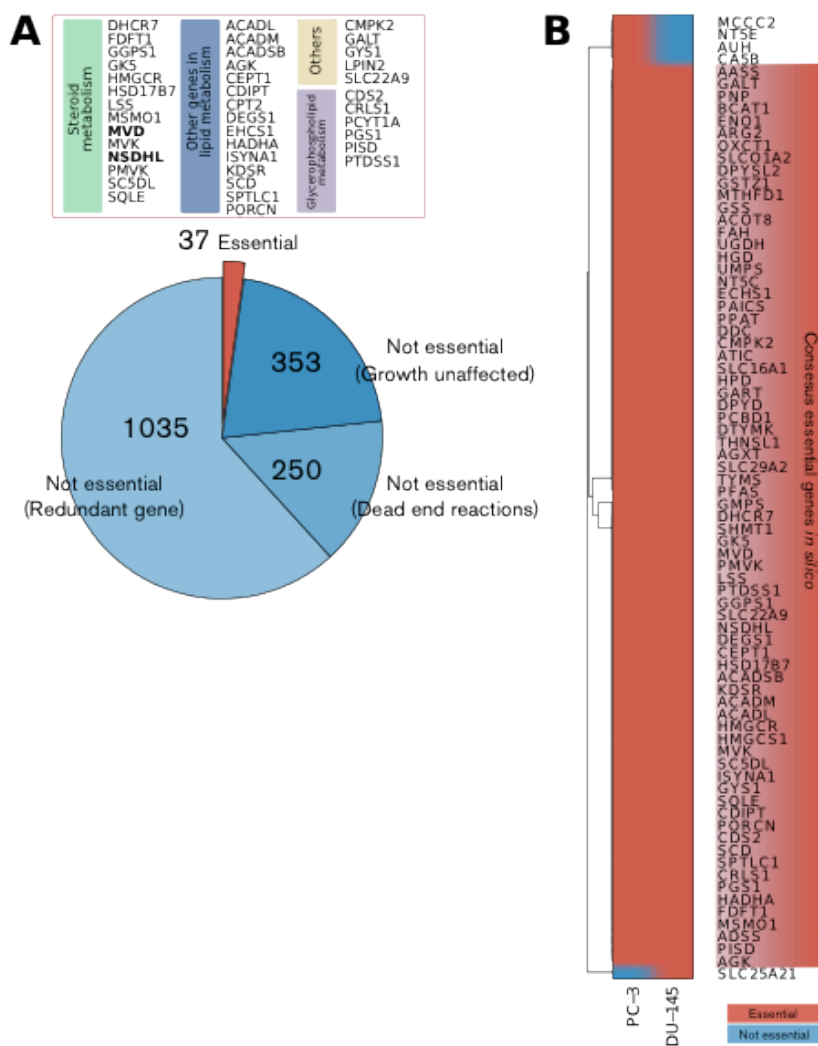 A
Steroid
metabolism
DHCR7
FDFT1
GGPS1
GK5
HMGCR
HSD17B7
LSS
MSMO1
MVD
MVK
NSDHL
PMVK
SC5DL
SQLE
Other genes in
lipid metabolism
ACADL
ACADM
ACADSB
AGK
CEPT1
CDIPT
CPT2
DEGS1
EHCS1
HADHA
ISYNA1
KDSR
SCD
SPTLC1
PORCN
Others
CMPK2
GALT
GYS1
LPIN2
SLC22A9
Glycerophospholipid
metabolism
CDS2
CRLS1
PCYT1A
PGS1
PISD
PTDSS1
37 Essential
353
Not essential
(Growth unaffected)
1035
Not essential
(Redundant gene)
250
Not essential
(Dead end reactions)
B
MCCC2
NT5E
AUH
CA5B
AASS
GALT
PNP
BCAT1
ENO1
ARG2
OXCT1
SLCO1A2
DPYSL2
GSTZ1
MTHFD1
GSS
ACOT8
FAH
UGDH
HGD
UMPS
NT5C
ECHS1
PAICS
PPAT
DDC
CMPK2
ATIC
SLC16A1
HPD
GART
DPYD
PCBD1
DTYMK
THNSL1
AGXT
SLC29A2
TYMS
PFAS
GMPS
DHCR7
SHMT1
GK5
MVD
PMVK
LSS
PTDSS1
GGPS1
SLC22A9
NSDHL
DEGS1
CEPT1
HSD17B7
ACADSB
KDSR
ACADM
ACADL
HMGCR
HMGCS1
MVK
SC5DL
ISYNA1
GYS1
SQLE
CDIPT
PORCN
CDS2
SCD
SPTLC1
CRLS1
PGS1
HADHA
FDFT1
MSMO1
ADSS
PISD
AGK
SLC25A21
Consesus essential genes in silico
PC-3
DU-145
Essential
Not essential